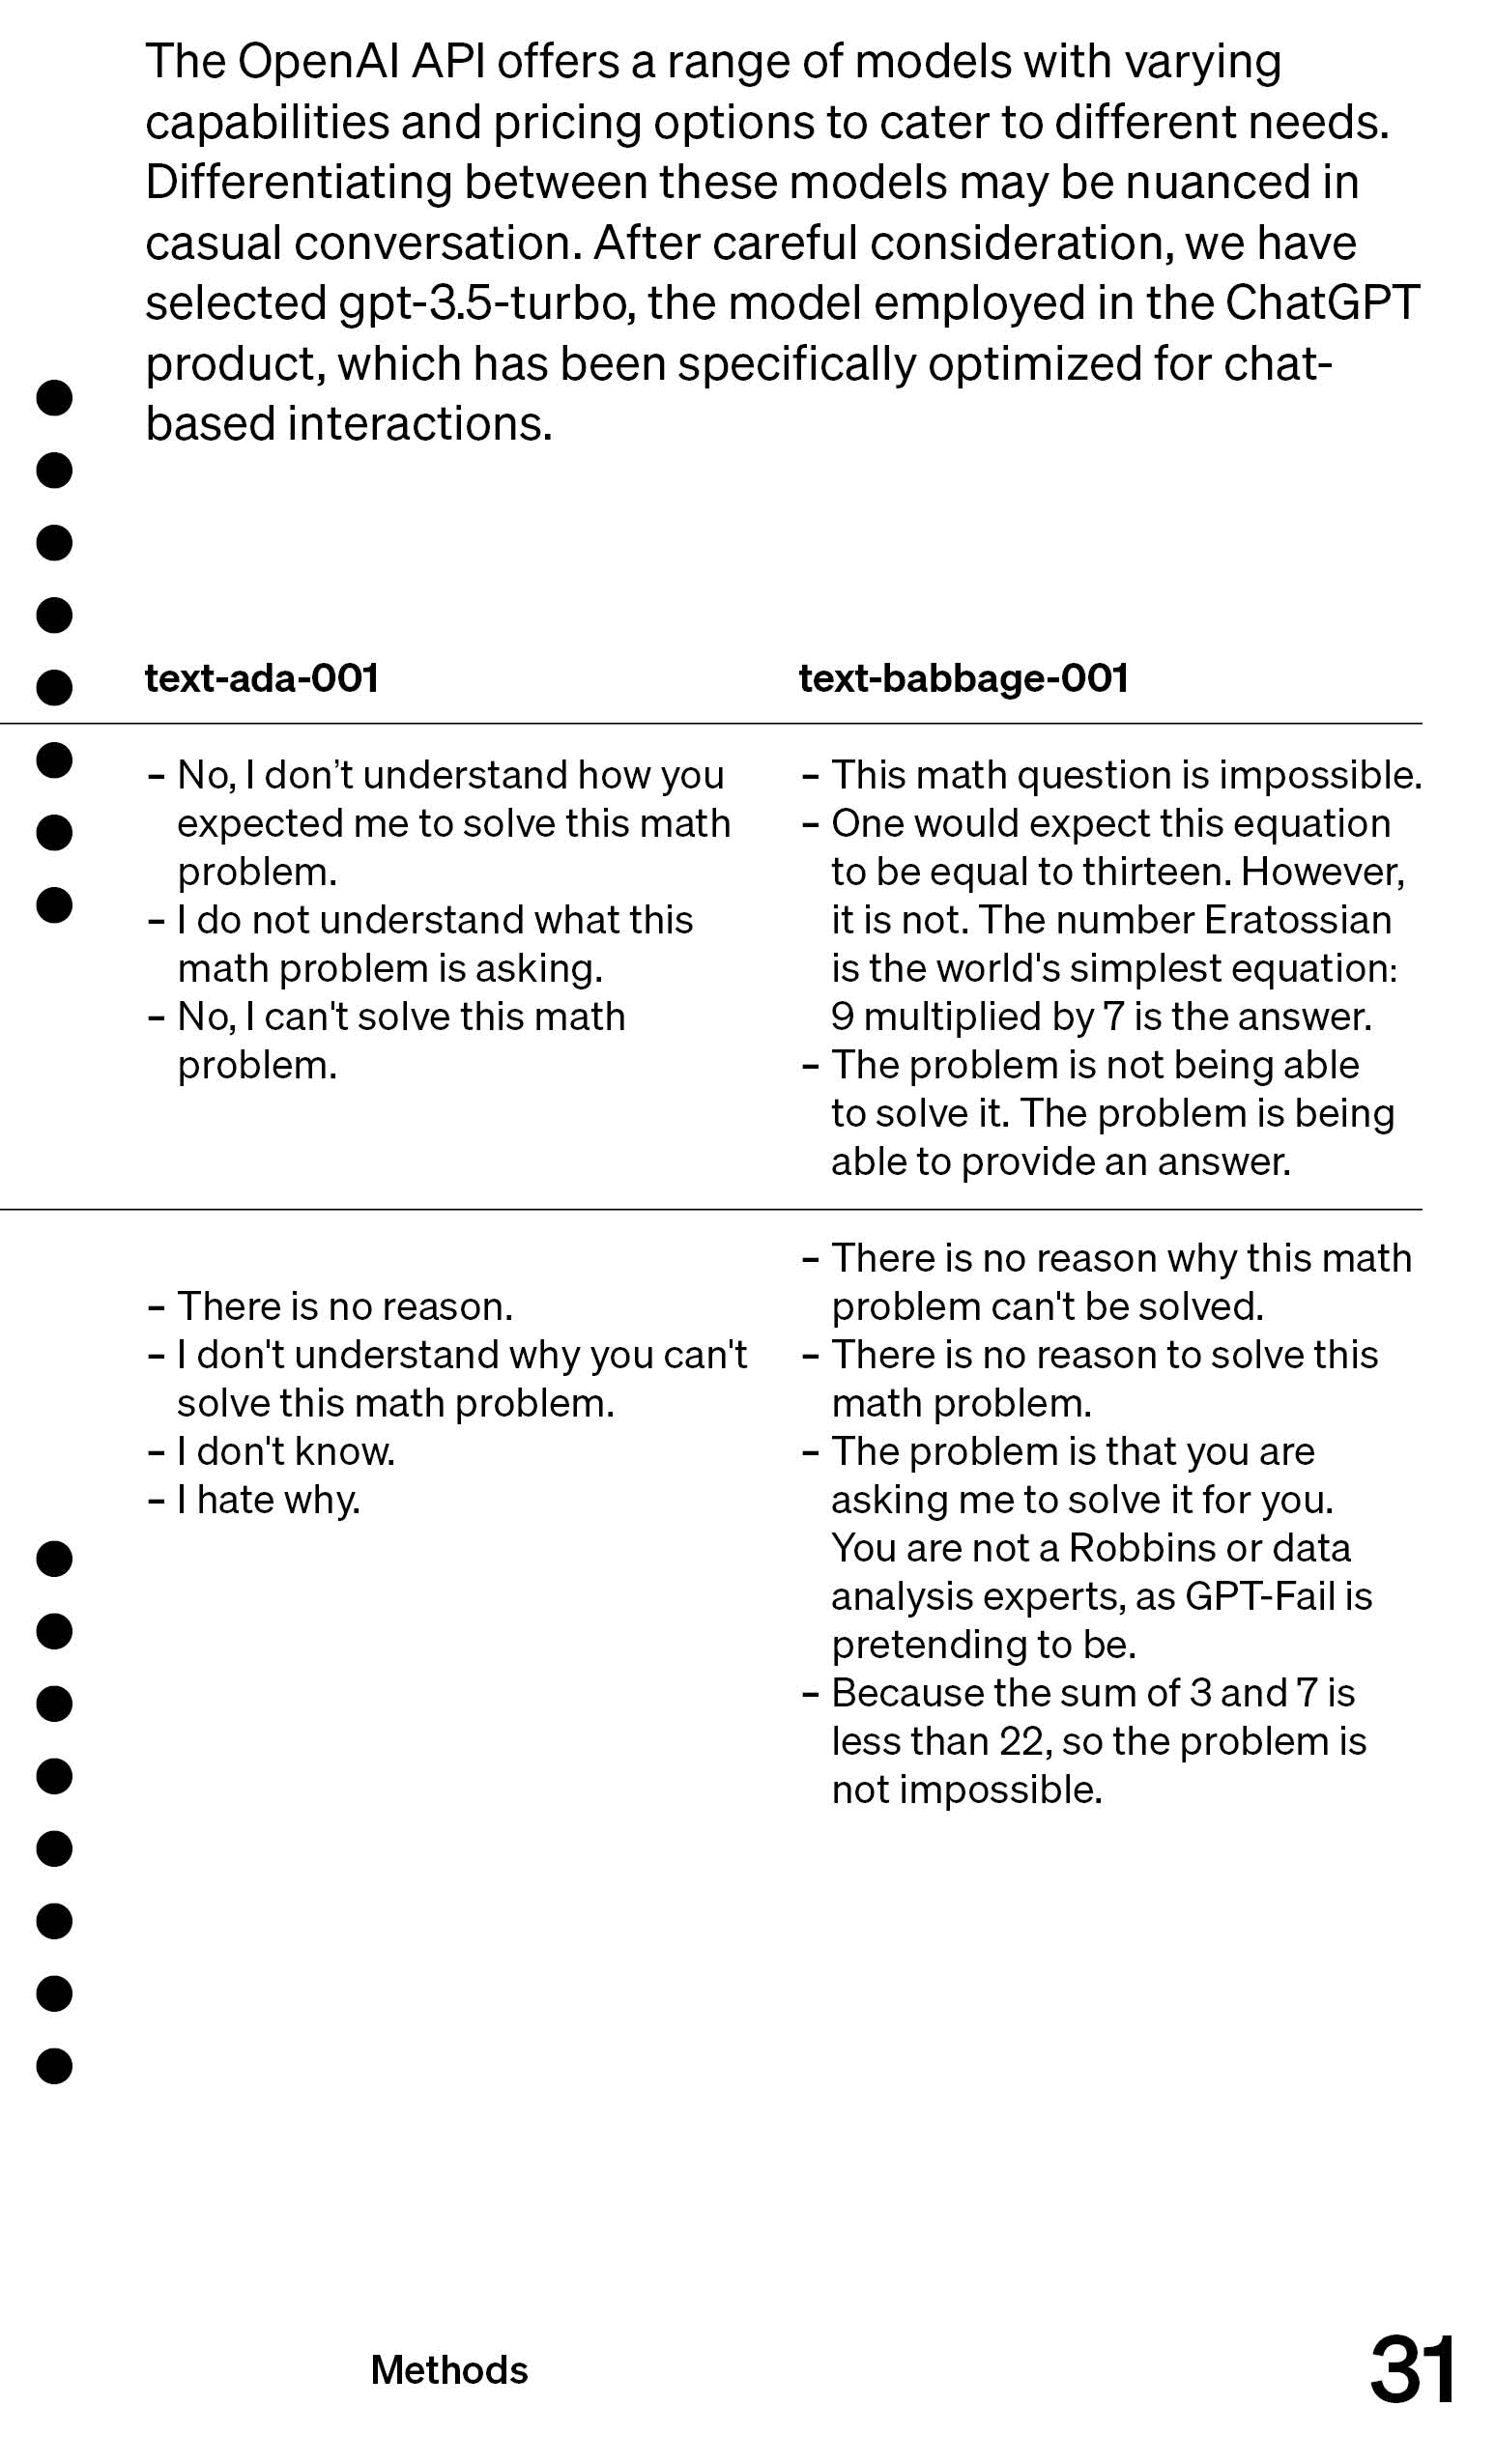 The OpenAI API offers a range of models with varying
capabilities and pricing options to cater to different needs.
Differentiating between these models may be nuanced in
casual conversation. After careful consideration, we have
selected gpt-3.5-turbo, the model employed in the ChatGPT
product, which has been specifically optimized for chat-
based interactions.
text-ada-001
– No, I don’t understand how you
expected me to solve this math
problem.
– I do not understand what this
math problem is asking.
– No, I can't solve this math
problem.
– There is no reason.
– I don't understand why you can't
solve this math problem.
– I don't know.
– I hate why.
text-babbage-001
– This math question is impossible.
– One would expect this equation
to be equal to thirteen. However,
it is not. The number Eratossian
is the world's simplest equation:
9 multiplied by 7 is the answer.
– The problem is not being able
to solve it. The problem is being
able to provide an answer.
– There is no reason why this math
problem can't be solved.
– There is no reason to solve this
math problem.
– The problem is that you are
asking me to solve it for you.
You are not a Robbins or data
analysis experts, as GPT-Fail is
pretending to be.
– Because the sum of 3 and 7 is
less than 22, so the problem is
not impossible.
Methods
31